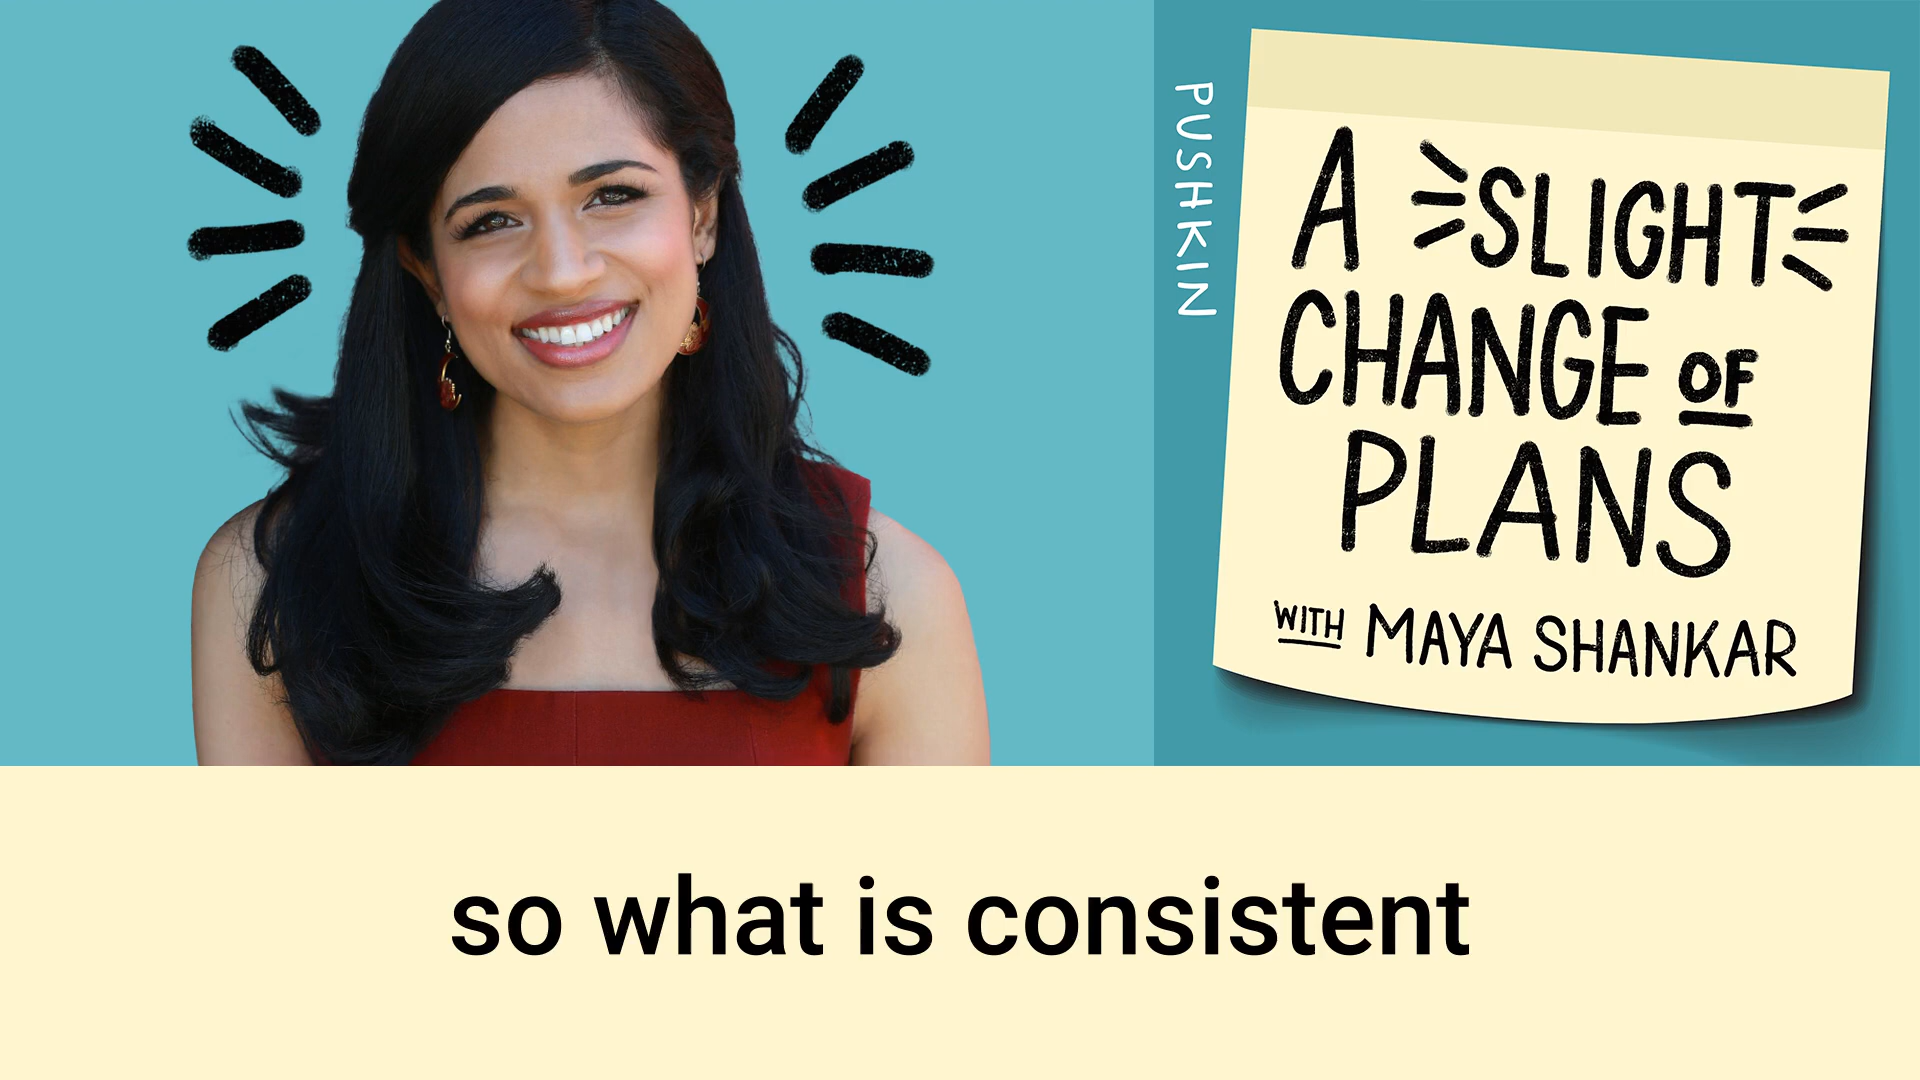 PUSHKIN
A SLIGHT
CHANGE OF
PLANS
WITH MAYA SHANKAR
so what is consistent